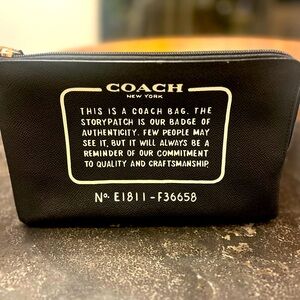 COACH
NEW YORK
THIS IS A COACH BAG. THE
STORYPATCH IS OUR BADGE OF
AUTHENTICITY. FEW PEOPLE MAY
SEE IT, BUT IT WILL ALWAYS BE A
REMINDER OF OUR COMMITMENT
TO QUALITY AND CRAFTSMANSHIP.
No. E1811-F36658